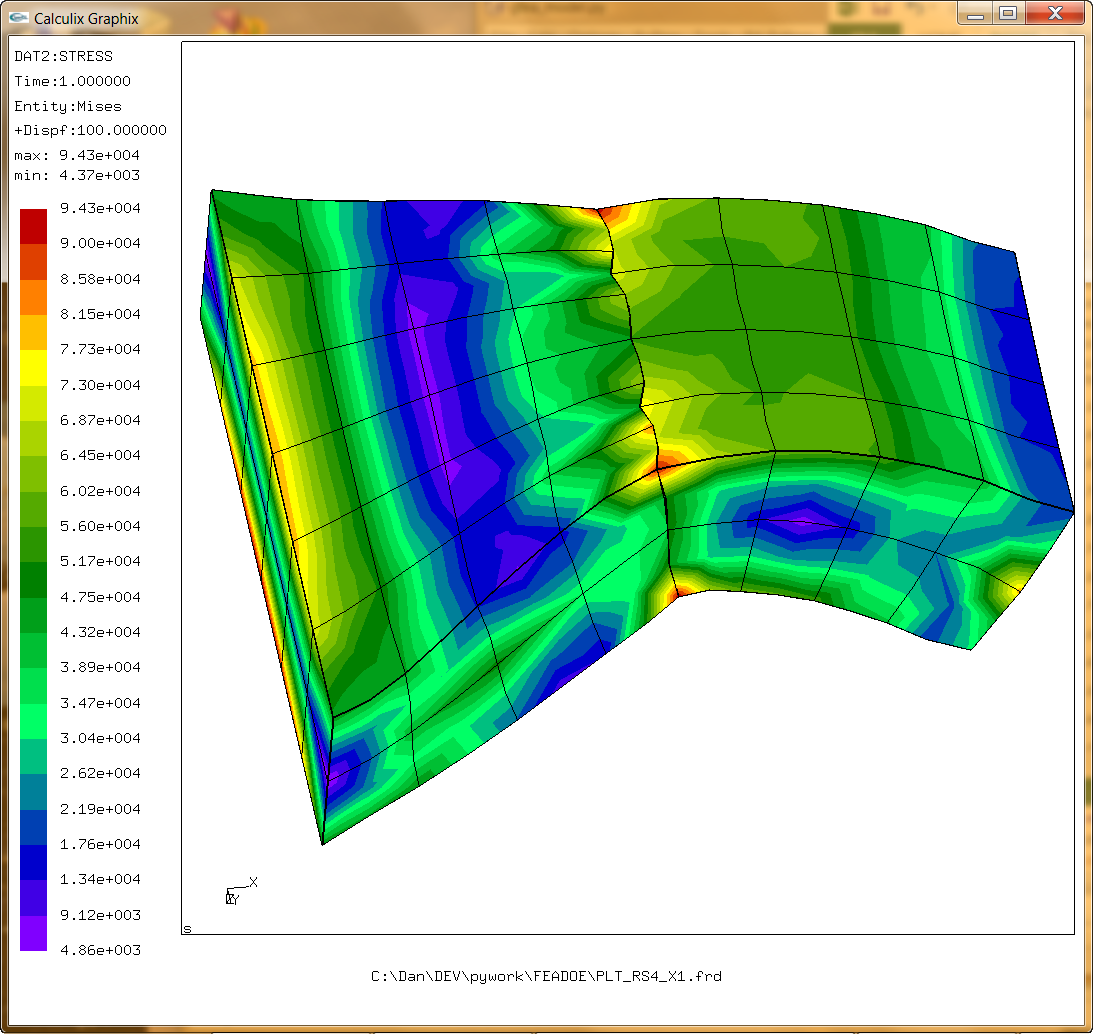 Calculix Graphix
DAT2:STRESS
Time:1.000000
Entity:Mises
+Dispf:100.000000
max: 9.43e+004
min: 4.37e+003
9.43e+004
9.00e+004
8.58e+004
8.15e+004
7.73e+004
7.30e+004
6.87e+004
6.45e+004
6.02e+004
5.60e+004
5.17e+004
4.75e+004
4.32e+004
3.89e+004
3.47e+004
3.04e+004
2.62e+004
2.19e+004
1.76e+004
1.34e+004
9.12e+003
4.86e+003
X
Y
s
C:\Dan\DEV\pywork\FEADOE\PLT_RS4_X1.frd